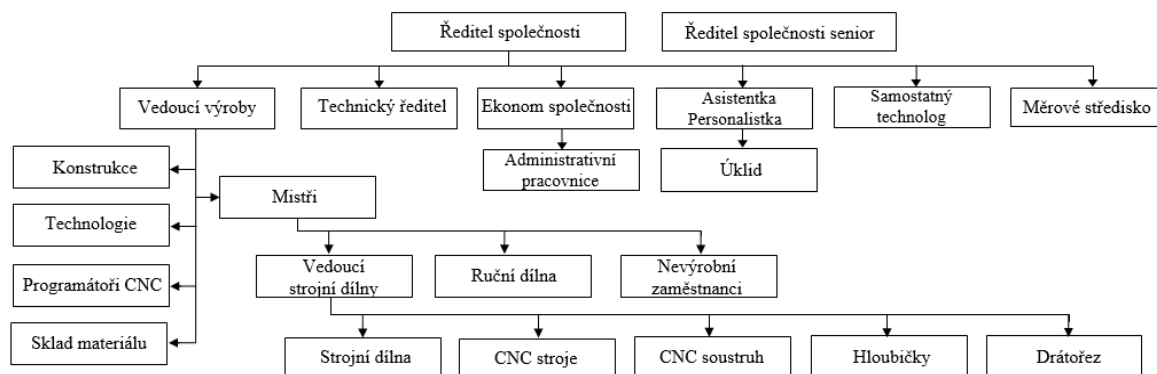 Ředitel společnosti
Ředitel společnosti senior
Vedoucí výroby
Technický ředitel
Ekonom společnosti
Asistentka
Personalistka
Samostatný
technolog
Měrové středisko
Administrativní
pracovnice
Úklid
Konstrukce
Mistři
Technologie
Vedoucí
strojní dílny
Ruční dílna
Nevýrobní
zaměstnanci
Programátoři CNC
Sklad materiálu
Strojní dílna
CNC stroje
CNC soustruh
Hloubičky
Drátořez